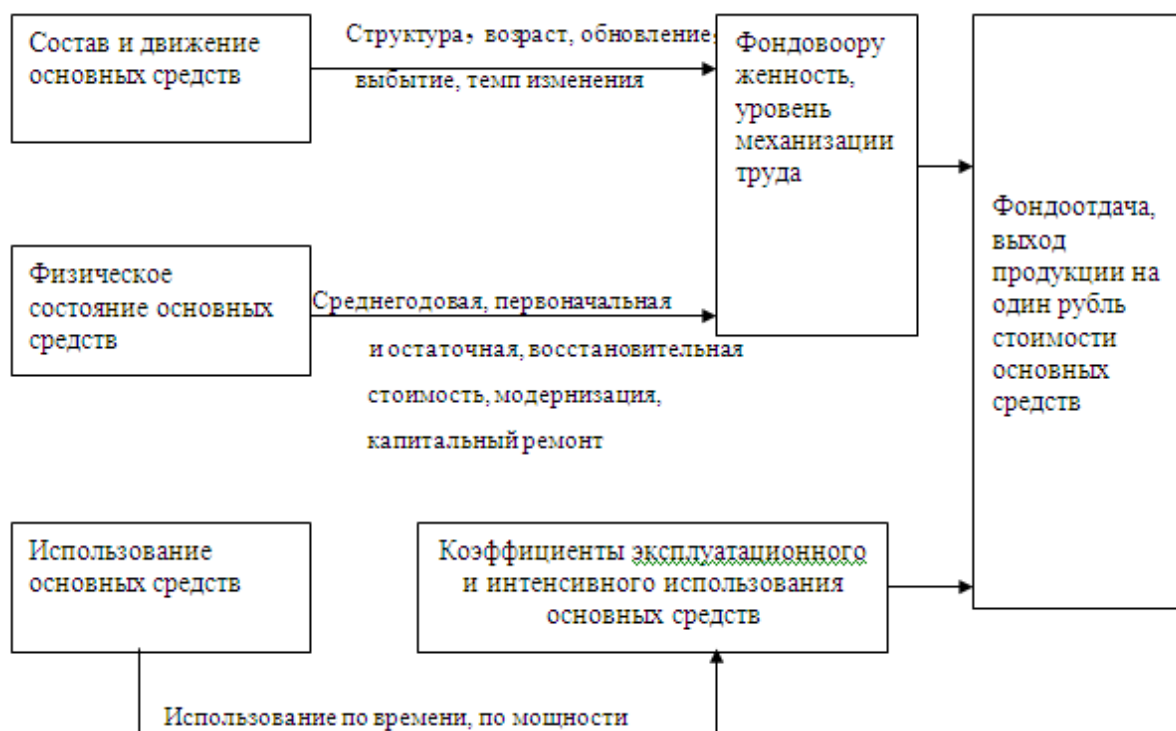 Состав и движение
основных средств
Структура, возраст, обновление,
выбытие, темп изменения
Фондовоору
женность,
уровень
механизации
труда
Физическое
состояние основных
средств
Среднегодовая, первоначальная
и остаточная, восстановительная
стоимость, модернизация,
капитальный ремонт
Фондоотдача,
выход
продукции на
один рубль
стоимости
основных
средств
Использование
основных средств
Коэффициенты эксплуатационного
и интенсивного использования
основных средств
Использование по времени, по мощности